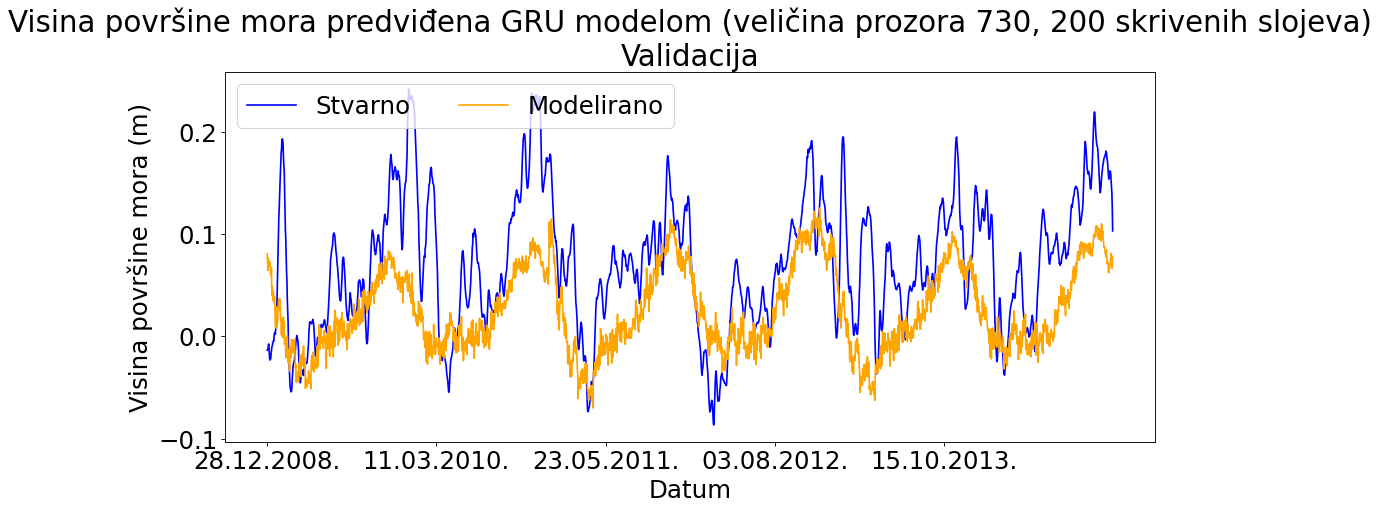 Visina površine mora predviđena GRU modelom (veličina prozora 730, 200 skrivenih slojeva)
Validacija
Stvarno Modelirano
Visina površine mora (m)
0.2
0.1
0.0
−0.1
28.12.2008. 11.03.2010. 23.05.2011. 03.08.2012. 15.10.2013.
Datum